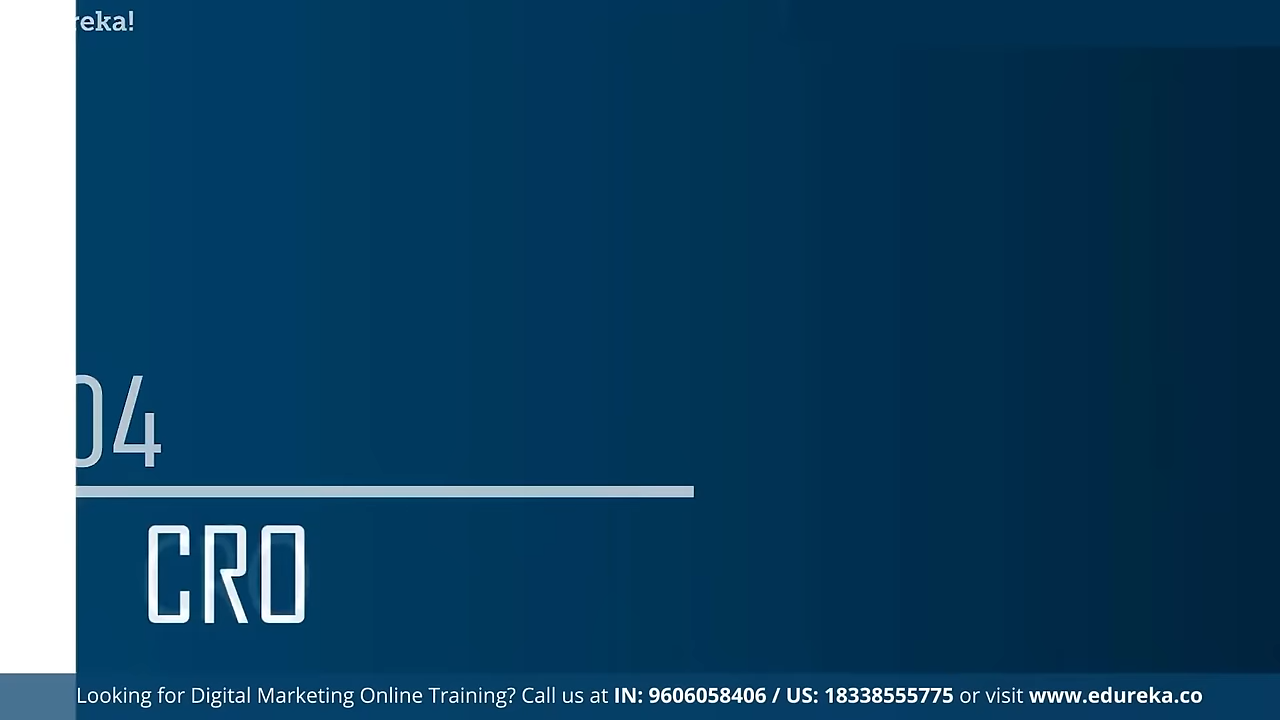 reka!
04
CRO
Looking for Digital Marketing Online Training? Call us at IN: 9606058406 / US: 18338555775 or visit www.edureka.co